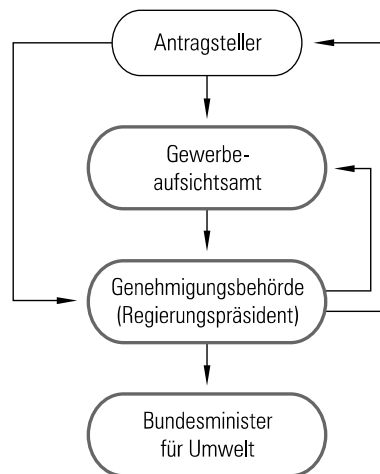 Antragsteller
Gewerbe-
aufsichtsamt
Genehmigungsbehörde
(Regierungspräsident)
Bundesminister
für Umwelt